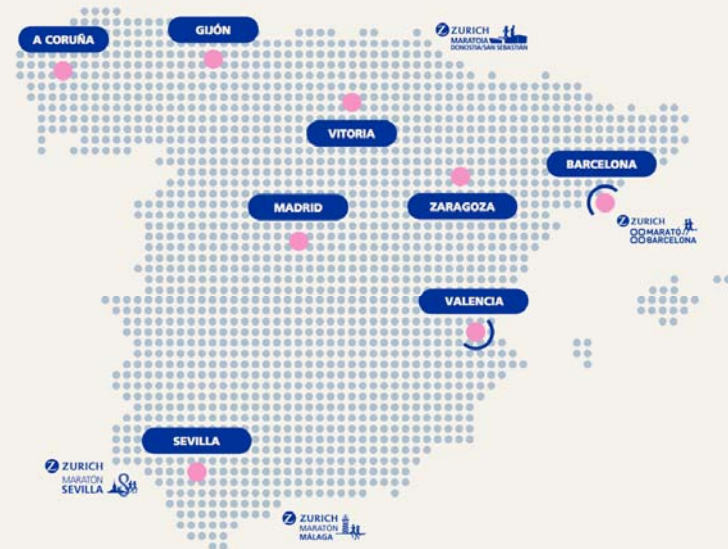 A CORUÑA
GIJÓN
ZURICH
MARATOIA
DONOSTIA/SAN SEBASTIÁN
VITORIA
BARCELONA
MADRID
ZARAGOZA
ZURICH
MARATÓ
BARCELONA
VALENCIA
SEVILLA
ZURICH
MARATÓN
SEVILLA
ZURICH
MARATÓN
MÁLAGA